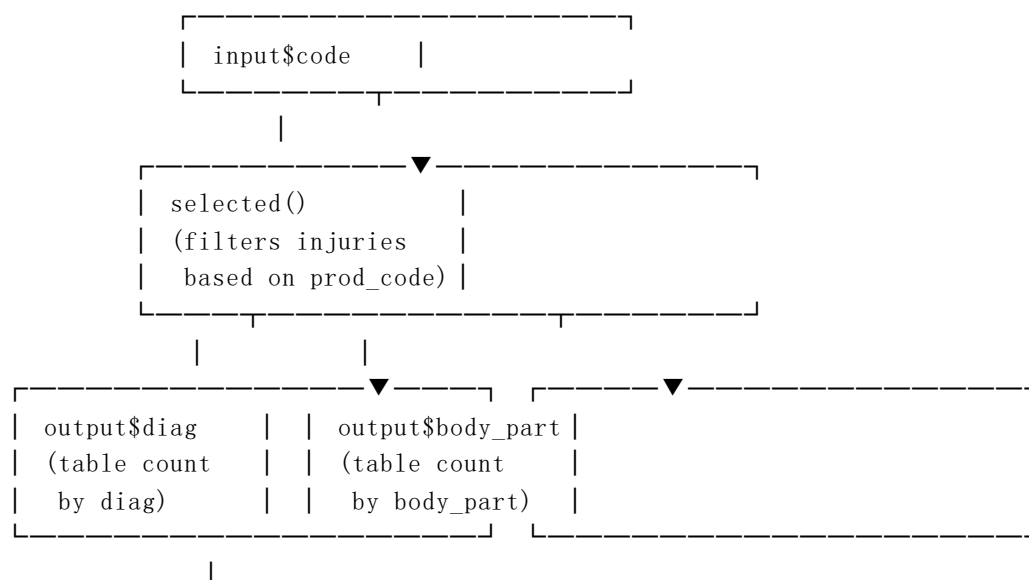 input$code
selected()
(filters injuries
based on prod_code)
output$diag
(table count
by diag)
output$body_part
(table count
by body_part)